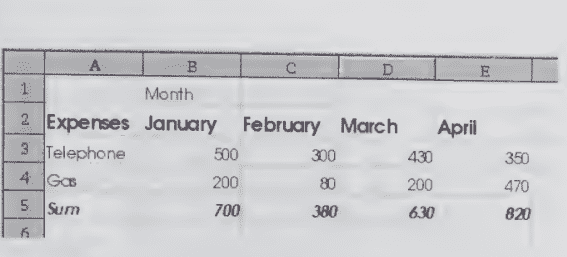 A B C D E
1 Month
2 Expenses January February March April
3 Telephone 500 300 430 350
4 Gas 200 80 200 470
5 Sum 700 380 630 820
6